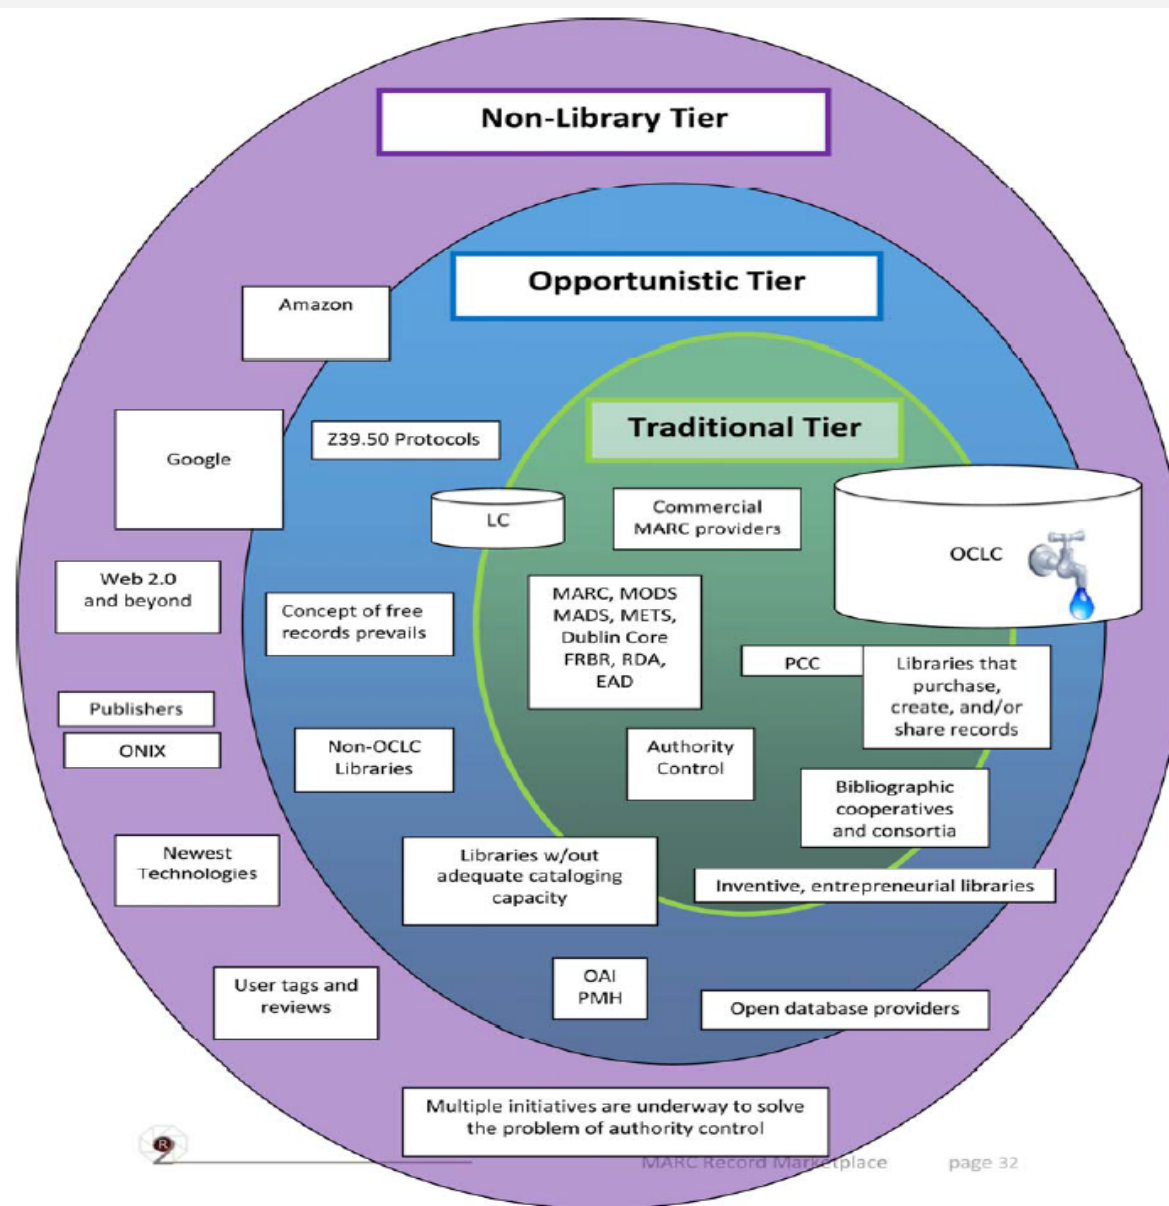 Non-Library Tier
Opportunistic Tier
Amazon
Traditional Tier
Google
Z39.50 Protocols
LC
Commercial
MARC providers
OCLC
Web 2.0
and beyond
Concept of free
records prevails
MARC, MODS
MADS, METS,
Dublin Core
FRBR, RDA,
EAD
PCC
Libraries that
purchase,
create, and/or
share records
Publishers
ONIX
Non-OCLC
Libraries
Authority
Control
Bibliographic
cooperatives
and consortia
Newest
Technologies
Libraries w/out
adequate cataloging
capacity
Inventive, entrepreneurial libraries
User tags and
reviews
OAI
PMH
Open database providers
Multiple initiatives are underway to solve
the problem of authority control
R2
MARC Record Marketplace page 32